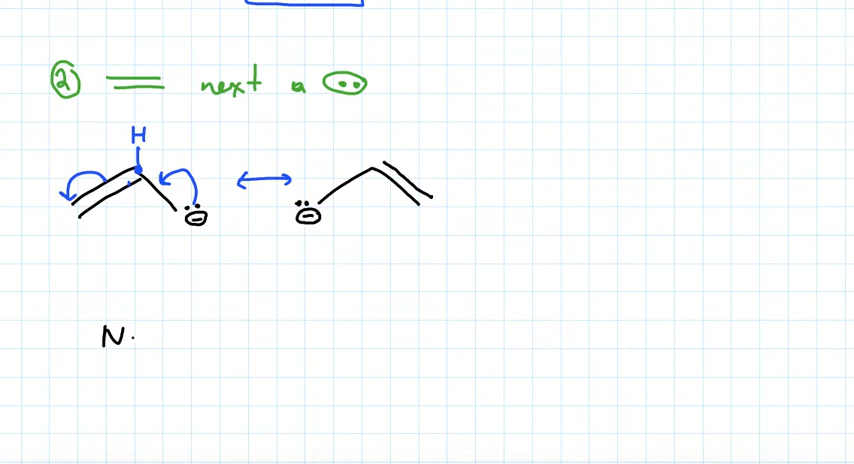 ② = next a ••
H
•• ⊖ ↔ •• ⊖
N.